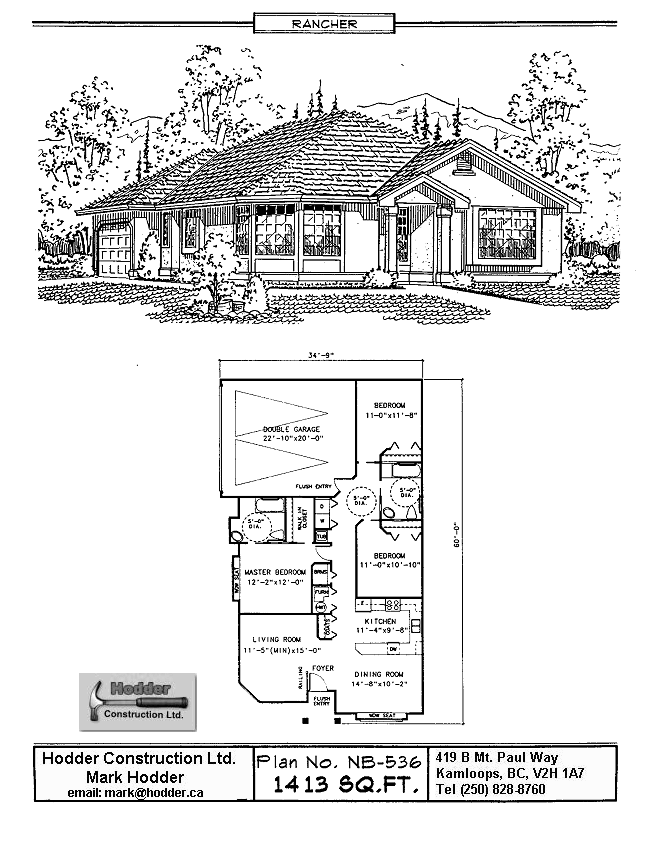 RANCHER
34'-9"
BEDROOM
11-0"x11'-8"
DOUBLE GARAGE
22'-10"x20'-0"
FLUSH ENTRY
5'-0"
DIA.
5'-0"
DIA.
60'-0"
WALK IN
CLOSET
D
W
TUB
5'-0"
DIA.
BEDROOM
11'-0"x10'-10"
MASTER BEDROOM
12'-2"x12'-0"
FURN
HWT
KITCHEN
11'-4"x9'-8"
F
DW
LIVING ROOM
11'-5"(MIN)x15'-0"
FOYER
RAILING
DINING ROOM
14'-8"x10'-2"
FLUSH
ENTRY
Hodder
Construction Ltd.
Hodder Construction Ltd.
Mark Hodder
email: mark@hodder.ca
Plan No. NB-536
1413 SQ.FT.
419 B Mt. Paul Way
Kamloops, BC, V2H 1A7
Tel (250) 828-8760